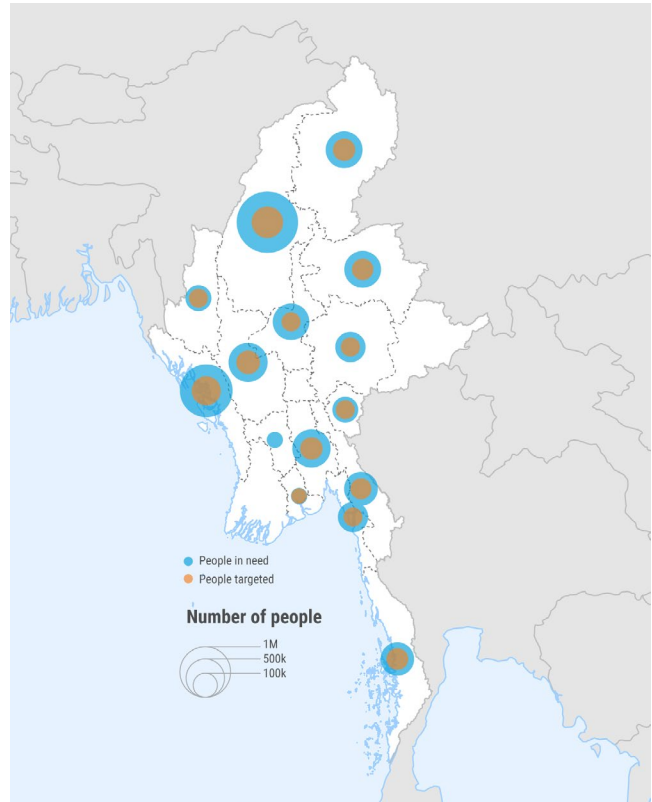 People in need
People targeted
Number of people
1M
500k
100k